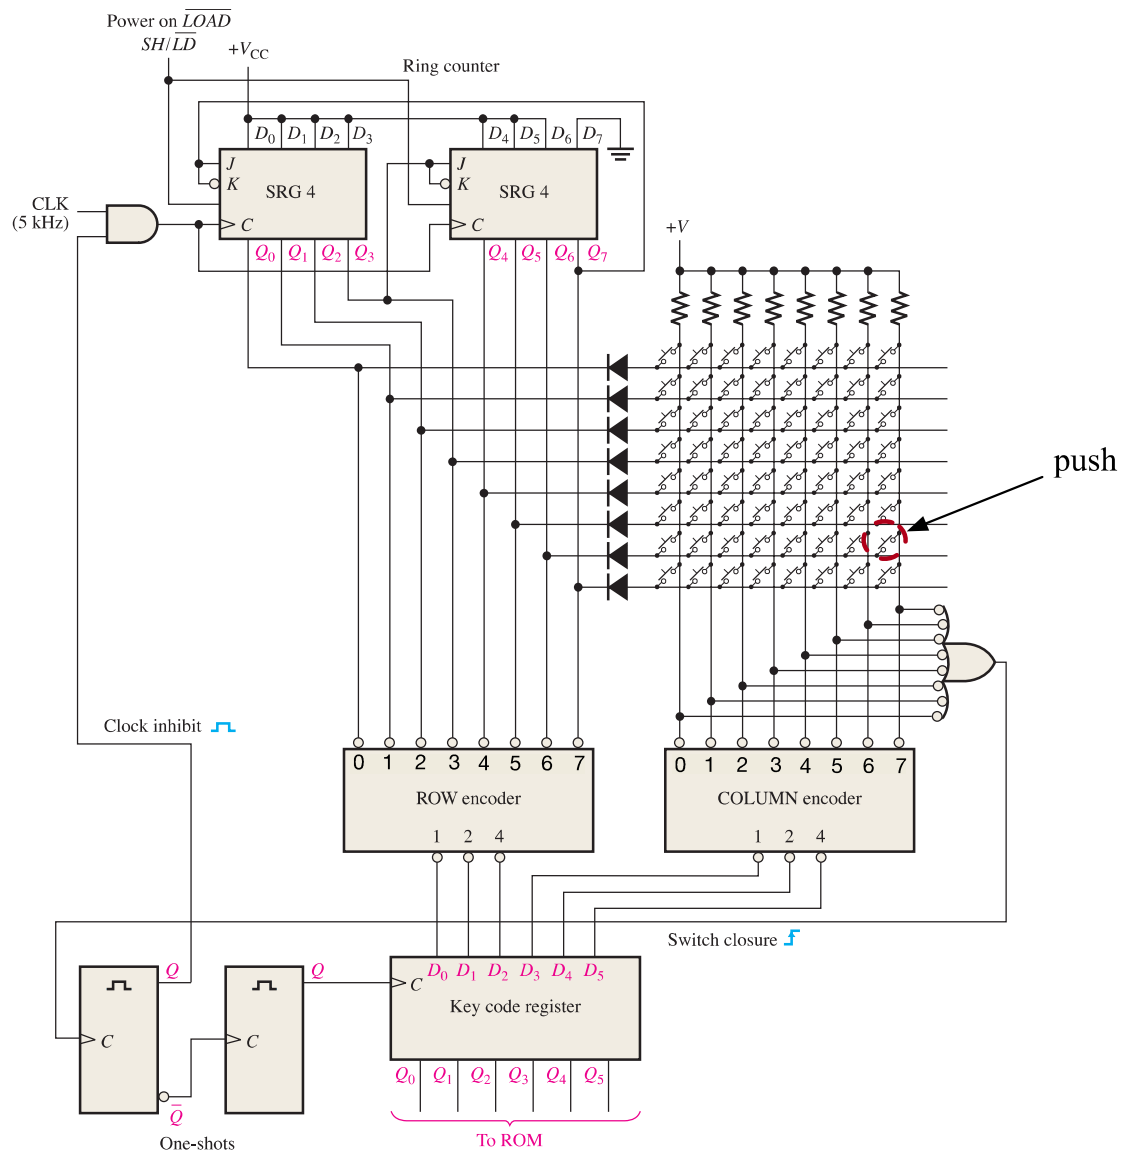 Power on L̅O̅A̅D̅
SH/L̅D̅
+VCC
Ring counter
D0 D1 D2 D3
D4 D5 D6 D7
J
K
SRG 4
C
J
K
SRG 4
C
CLK
(5 kHz)
Q0 Q1 Q2 Q3
Q4 Q5 Q6 Q7
+V
push
Clock inhibit
0 1 2 3 4 5 6 7
ROW encoder
1 2 4
0 1 2 3 4 5 6 7
COLUMN encoder
1 2 4
Switch closure
Q
C
Q̅
Q
C
One-shots
D0 D1 D2 D3 D4 D5
C
Key code register
Q0 Q1 Q2 Q3 Q4 Q5
To ROM